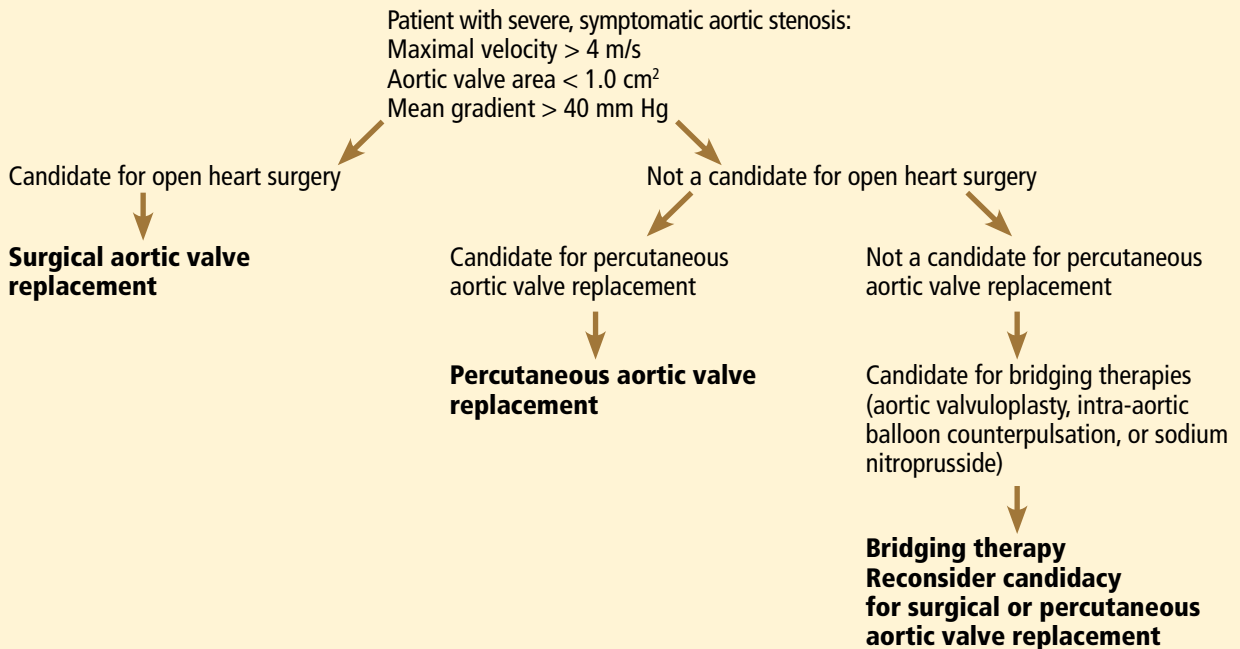 Patient with severe, symptomatic aortic stenosis:
Maximal velocity > 4 m/s
Aortic valve area < 1.0 cm²
Mean gradient > 40 mm Hg
Candidate for open heart surgery
Surgical aortic valve
replacement
Not a candidate for open heart surgery
Candidate for percutaneous
aortic valve replacement
Percutaneous aortic valve
replacement
Not a candidate for percutaneous
aortic valve replacement
Candidate for bridging therapies
(aortic valvuloplasty, intra-aortic
balloon counterpulsation, or sodium
nitroprusside)
Bridging therapy
Reconsider candidacy
for surgical or percutaneous
aortic valve replacement